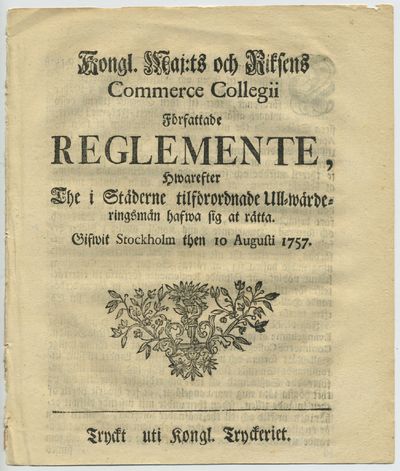 Kongl. Maj:ts och Riksens
Commerce Collegii
Författade
REGLEMENTE,
Hwarefter
The i Städerne tilförordnade Ull-wärde-
ringsmän hafwa sig at rätta.
Gifwit Stockholm then 10 Augusti 1757.
Tryckt uti Kongl. Tryckeriet.